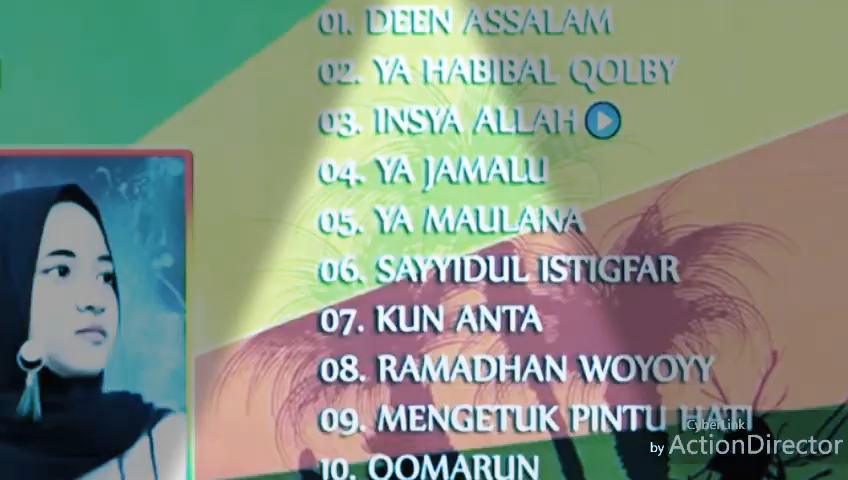 01. DEEN ASSALAM
02. YA HABIBAL QOLBY
03. INSYA ALLAH
04. YA JAMALU
05. YA MAULANA
06. SAYYIDUL ISTIGFAR
07. KUN ANTA
08. RAMADHAN WOYOYY
09. MENGETUK PINTU HATI
10. QOMARUN
CyberLink
by ActionDirector